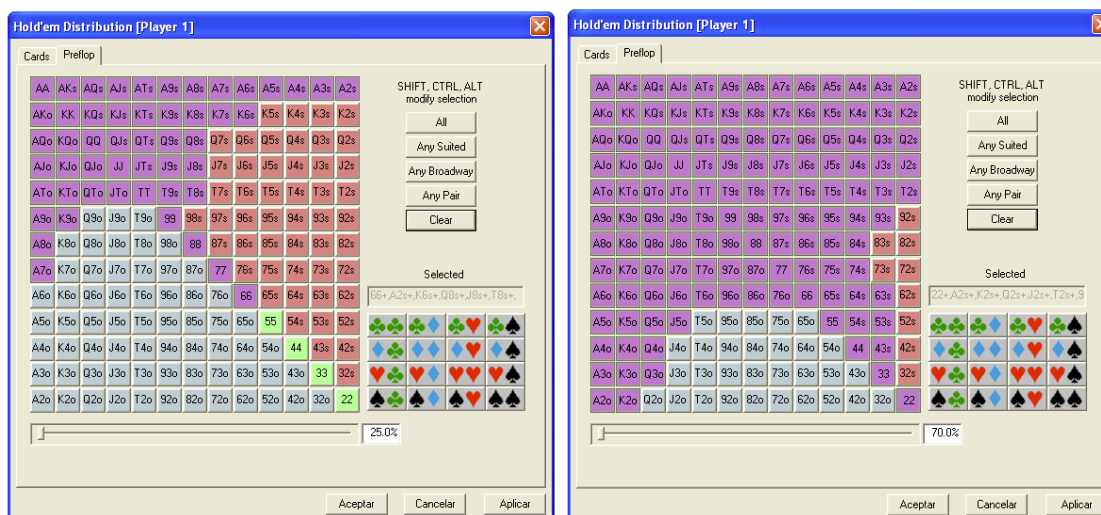 Hold'em Distribution [Player 1]
Cards Preflop
AA AKs AQs AJs ATs A9s A8s A7s A6s A5s A4s A3s A2s
AKo KK KQs KJs KTs K9s K8s K7s K6s K5s K4s K3s K2s
AQo KQo QQ QJs QTs Q9s Q8s Q7s Q6s Q5s Q4s Q3s Q2s
AJo KJo QJo JJ JTs J9s J8s J7s J6s J5s J4s J3s J2s
ATo KTo QTo JTo TT T9s T8s T7s T6s T5s T4s T3s T2s
A9o K9o Q9o J9o T9o 99 98s 97s 96s 95s 94s 93s 92s
A8o K8o Q8o J8o T8o 98o 88 87s 86s 85s 84s 83s 82s
A7o K7o Q7o J7o T7o 97o 87o 77 76s 75s 74s 73s 72s
A6o K6o Q6o J6o T6o 96o 86o 76o 66 65s 64s 63s 62s
A5o K5o Q5o J5o T5o 95o 85o 75o 65o 55 54s 53s 52s
A4o K4o Q4o J4o T4o 94o 84o 74o 64o 54o 44 43s 42s
A3o K3o Q3o J3o T3o 93o 83o 73o 63o 53o 43o 33 32s
A2o K2o Q2o J2o T2o 92o 82o 72o 62o 52o 42o 32o 22
SHIFT, CTRL, ALT
modify selection
All
Any Suited
Any Broadway
Any Pair
Clear
Selected
66+,A2s+,K6s+,Q8s+,J8s+,T8s+,
25.0%
Aceptar Cancelar Aplicar
Hold'em Distribution [Player 1]
Cards Preflop
AA AKs AQs AJs ATs A9s A8s A7s A6s A5s A4s A3s A2s
AKo KK KQs KJs KTs K9s K8s K7s K6s K5s K4s K3s K2s
AQo KQo QQ QJs QTs Q9s Q8s Q7s Q6s Q5s Q4s Q3s Q2s
AJo KJo QJo JJ JTs J9s J8s J7s J6s J5s J4s J3s J2s
ATo KTo QTo JTo TT T9s T8s T7s T6s T5s T4s T3s T2s
A9o K9o Q9o J9o T9o 99 98s 97s 96s 95s 94s 93s 92s
A8o K8o Q8o J8o T8o 98o 88 87s 86s 85s 84s 83s 82s
A7o K7o Q7o J7o T7o 97o 87o 77 76s 75s 74s 73s 72s
A6o K6o Q6o J6o T6o 96o 86o 76o 66 65s 64s 63s 62s
A5o K5o Q5o J5o T5o 95o 85o 75o 65o 55 54s 53s 52s
A4o K4o Q4o J4o T4o 94o 84o 74o 64o 54o 44 43s 42s
A3o K3o Q3o J3o T3o 93o 83o 73o 63o 53o 43o 33 32s
A2o K2o Q2o J2o T2o 92o 82o 72o 62o 52o 42o 32o 22
SHIFT, CTRL, ALT
modify selection
All
Any Suited
Any Broadway
Any Pair
Clear
Selected
22+,A2s+,K2s+,Q2s+,J2s+,T2s+,9
70.0%
Aceptar Cancelar Aplicar